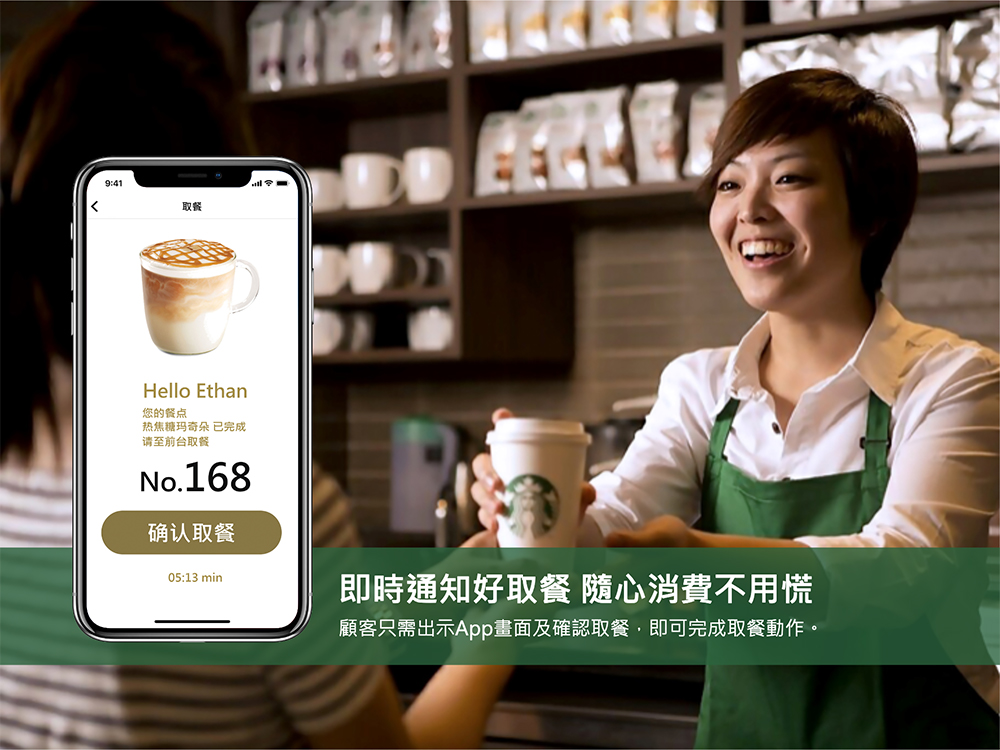 9:41
取餐
Hello Ethan
您的餐点
热焦糖玛奇朵 已完成
请至前台取餐
No.168
确认取餐
05:13 min
即時通知好取餐 隨心消費不用慌
顧客只需出示App畫面及確認取餐，即可完成取餐動作。